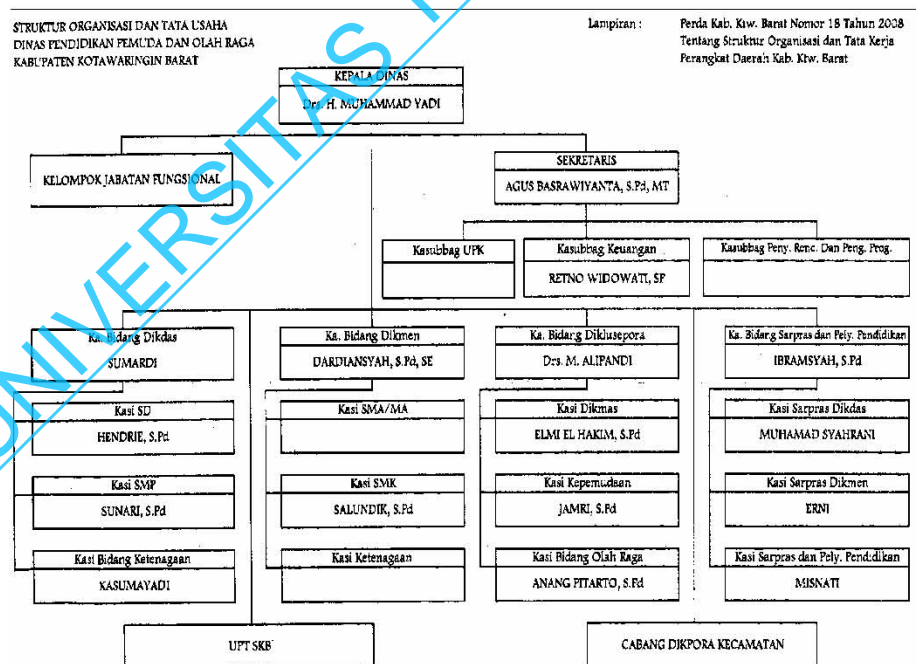 STRUKTUR ORGANISASI DAN TATA USAHA
DINAS PENDIDIKAN PEMUDA DAN OLAH RAGA
KABUPATEN KOTAWARINGIN BARAT
Lampiran :
Perda Kab. Ktw. Barat Nomor 18 Tahun 2008
Tentang Struktur Organisasi dan Tata Kerja
Perangkat Daerah Kab. Ktw. Barat
KEPALA DINAS
Drs. H. MUHAMMAD YADI
KELOMPOK JABATAN FUNGSIONAL
SEKRETARIS
AGUS BASRAWIYANTA, S.Pd, MT
Kasubbag UPK
Kasubbag Keuangan
RETNO WIDOWATI, SP
Kasubbag Peny. Renc. Dan Peng. Prog.
Ka. Bidang Dikdas
SUMARDI
Ka. Bidang Dikmen
DARDIANSYAH, S.Pd, SE
Ka. Bidang Diklusepora
Drs. M. ALIPANDI
Ka. Bidang Sarpras dan Pely. Pendidikan
IBRAMSYAH, S.Pd
Kasi SD
HENDRIE, S.Pd
Kasi SMA/MA
Kasi Dikmas
ELMI EL HAKIM, S.Pd
Kasi Sarpras Dikdas
MUHAMAD SYAHRANI
Kasi SMP
SUNARI, S.Pd
Kasi SMK
SALUNDIK, S.Pd
Kasi Kepemudaan
JAMRI, S.Pd
Kasi Sarpras Dikmen
ERNI
Kasi Bidang Ketenagaan
KASUMAYADI
Kasi Ketenagaan
Kasi Bidang Olah Raga
ANANG PITARTO, S.Pd
Kasi Sarpras dan Pely. Pendidikan
MISNATI
UPT SKB
CABANG DIKPORA KECAMATAN
UNIVERSITAS